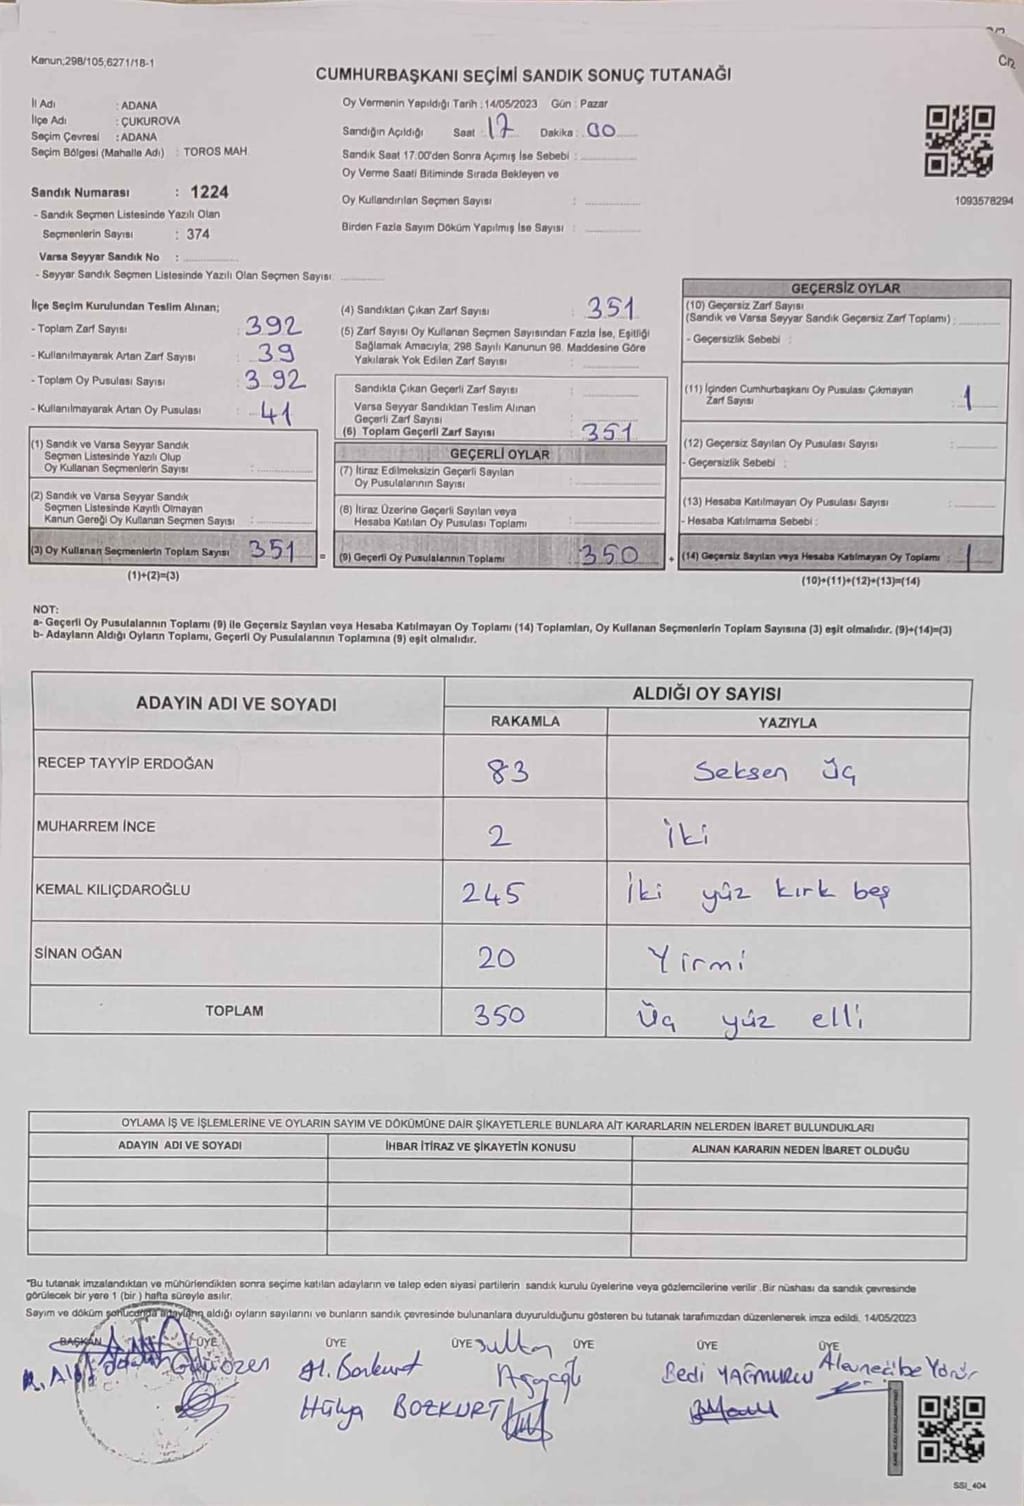 Kanun;298/105,6271/18-1
CUMHURBAŞKANI SEÇİMİ SANDIK SONUÇ TUTANAĞI
İl Adı : ADANA
İlçe Adı : ÇUKUROVA
Seçim Çevresi : ADANA
Seçim Bölgesi (Mahalle Adı) : TOROS MAH.
Sandık Numarası : 1224
- Sandık Seçmen Listesinde Yazılı Olan
Seçmenlerin Sayısı : 374
Varsa Seyyar Sandık No :
- Seyyar Sandık Seçmen Listesinde Yazılı Olan Seçmen Sayısı
Oy Vermenin Yapıldığı Tarih : 14/05/2023 Gün : Pazar
Sandığın Açıldığı Saat : 17 Dakika : 00
Sandık Saat 17:00'den Sonra Açımış İse Sebebi :
Oy Verme Saati Bitiminde Sırada Bekleyen ve
Oy Kullandırılan Seçmen Sayısı :
Birden Fazla Sayım Döküm Yapılmış İse Sayısı :
1093578294
İlçe Seçim Kurulundan Teslim Alınan;
- Toplam Zarf Sayısı : 392
- Kullanılmayarak Artan Zarf Sayısı : 39
- Toplam Oy Pusulası Sayısı : 392
- Kullanılmayarak Artan Oy Pusulası : 41
(1) Sandık ve Varsa Seyyar Sandık
Seçmen Listesinde Yazılı Olup
Oy Kullanan Seçmenlerin Sayısı :
(2) Sandık ve Varsa Seyyar Sandık
Seçmen Listesinde Kayıtlı Olmayan
Kanun Gereği Oy Kullanan Seçmen Sayısı :
(3) Oy Kullanan Seçmenlerin Toplam Sayısı 351 =
(1)+(2)=(3)
(4) Sandıktan Çıkan Zarf Sayısı : 351
(5) Zarf Sayısı Oy Kullanan Seçmen Sayısından Fazla İse, Eşitliği
Sağlamak Amacıyla; 298 Sayılı Kanunun 98. Maddesine Göre
Yakılarak Yok Edilen Zarf Sayısı :
Sandıkta Çıkan Geçerli Zarf Sayısı :
Varsa Seyyar Sandıktan Teslim Alınan
Geçerli Zarf Sayısı :
(6) Toplam Geçerli Zarf Sayısı 351
GEÇERLİ OYLAR
(7) İtiraz Edilmeksizin Geçerli Sayılan
Oy Pusulalarının Sayısı :
(8) İtiraz Üzerine Geçerli Sayılan veya
Hesaba Katılan Oy Pusulası Toplamı :
(9) Geçerli Oy Pusulalarının Toplamı 350 +
GEÇERSİZ OYLAR
(10) Geçersiz Zarf Sayısı
(Sandık ve Varsa Seyyar Sandık Geçersiz Zarf Toplamı) :
- Geçersizlik Sebebi :
(11) İçinden Cumhurbaşkanı Oy Pusulası Çıkmayan
Zarf Sayısı : 1
(12) Geçersiz Sayılan Oy Pusulası Sayısı :
- Geçersizlik Sebebi :
(13) Hesaba Katılmayan Oy Pusulası Sayısı :
- Hesaba Katılmama Sebebi :
(14) Geçersiz Sayılan veya Hesaba Katılmayan Oy Toplamı : 1
(10)+(11)+(12)+(13)=(14)
NOT:
a- Geçerli Oy Pusulalarının Toplamı (9) ile Geçersiz Sayılan veya Hesaba Katılmayan Oy Toplamı (14) Toplamları, Oy Kullanan Seçmenlerin Toplam Sayısına (3) eşit olmalıdır. (9)+(14)=(3)
b- Adayların Aldığı Oyların Toplamı, Geçerli Oy Pusulalarının Toplamına (9) eşit olmalıdır.
ADAYIN ADI VE SOYADI ALDIĞI OY SAYISI
RAKAMLA YAZIYLA
RECEP TAYYİP ERDOĞAN 83 Seksen Üç
MUHARREM İNCE 2 İki
KEMAL KILIÇDAROĞLU 245 İki yüz kırk beş
SİNAN OĞAN 20 Yirmi
TOPLAM 350 Üç yüz elli
OYLAMA İŞ VE İŞLEMLERİNE VE OYLARIN SAYIM VE DÖKÜMÜNE DAİR ŞİKAYETLERLE BUNLARA AİT KARARLARIN NELERDEN İBARET BULUNDUKLARI
ADAYIN ADI VE SOYADI İHBAR İTİRAZ VE ŞİKAYETİN KONUSU ALINAN KARARIN NEDEN İBARET OLDUĞU
"Bu tutanak imzalandıktan ve mühürlendikten sonra seçime katılan adayların ve talep eden siyasi partilerin sandık kurulu üyelerine veya gözlemcilerine verilir. Bir nüshası da sandık çevresinde
görülecek bir yere 1 (bir) hafta süreyle asılır.
Sayım ve döküm sonucunda adayların aldığı oyların sayılarını ve bunların sandık çevresinde bulunanlara duyurulduğunu gösteren bu tutanak tarafımızdan düzenlenerek imza edildi. 14/05/2023
BAŞKAN ÜYE ÜYE ÜYE ÜYE ÜYE ÜYE
Sultan
H. Bozkurt
Bedi YAĞMURLU
Hülya BOZKURT
SSI_404